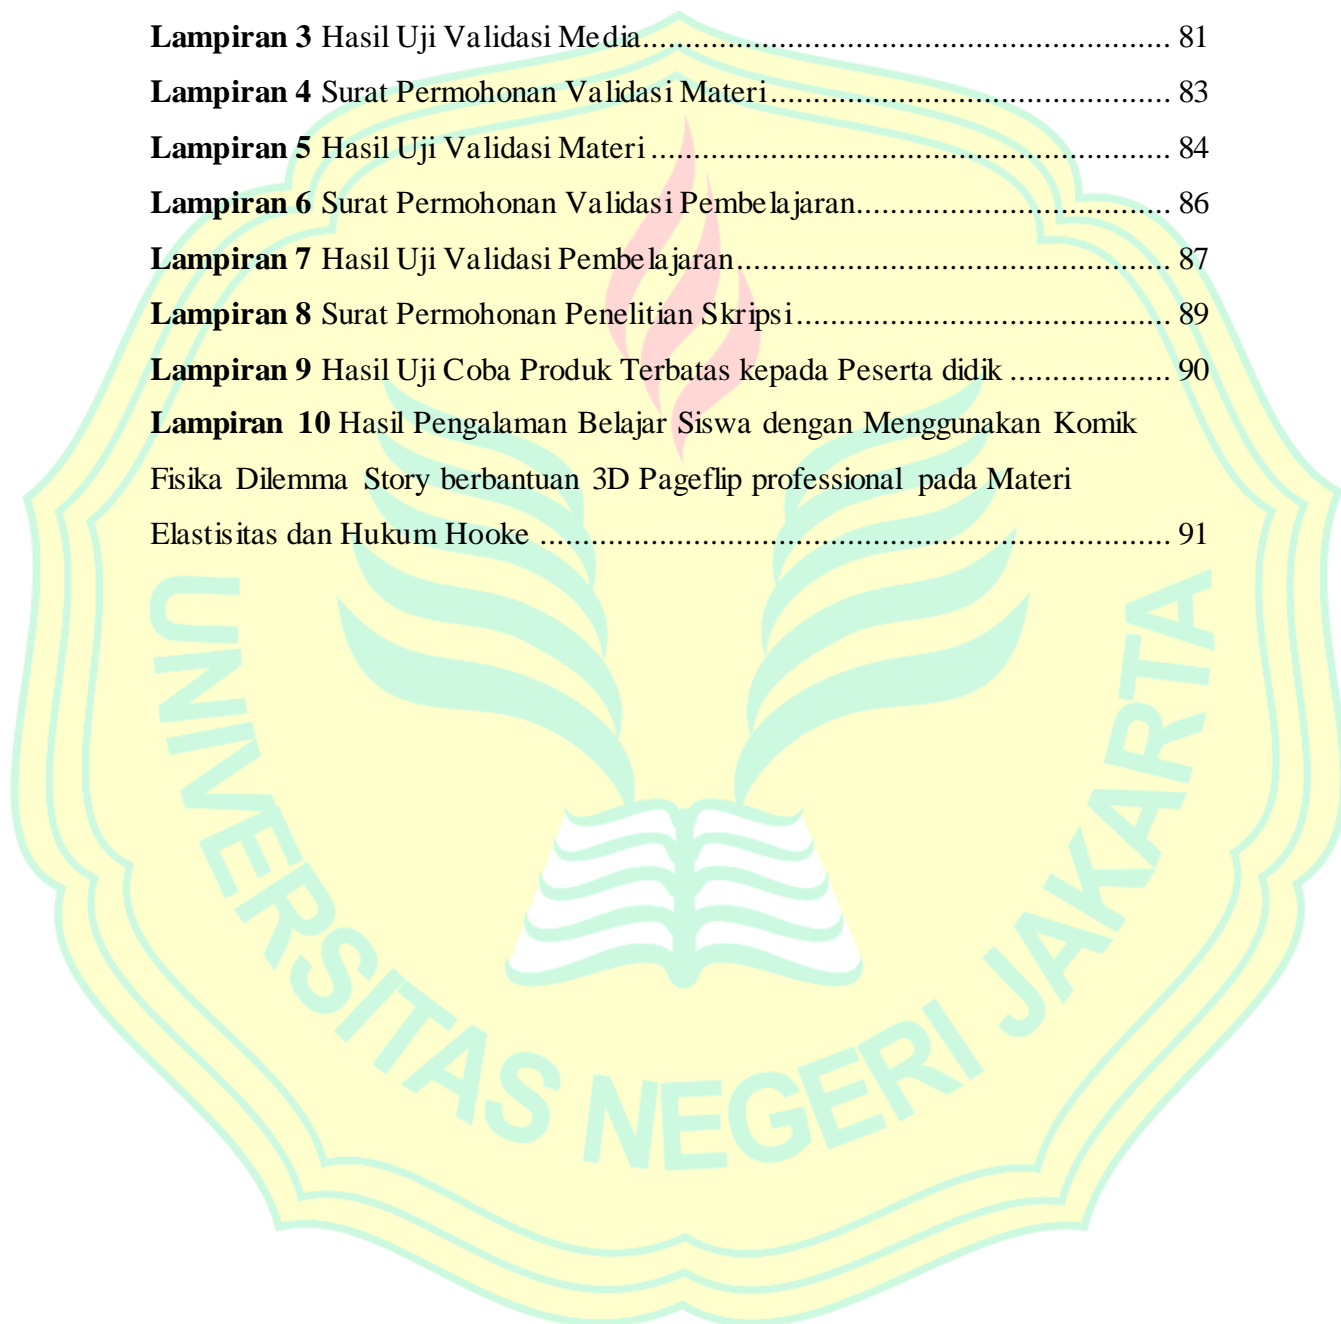 Lampiran 3 Hasil Uji Validasi Media............................................................. 81
Lampiran 4 Surat Permohonan Validasi Materi.............................................. 83
Lampiran 5 Hasil Uji Validasi Materi ............................................................ 84
Lampiran 6 Surat Permohonan Validasi Pembelajaran.................................... 86
Lampiran 7 Hasil Uji Validasi Pembelajaran.................................................. 87
Lampiran 8 Surat Permohonan Penelitian Skripsi........................................... 89
Lampiran 9 Hasil Uji Coba Produk Terbatas kepada Peserta didik ................... 90
Lampiran 10 Hasil Pengalaman Belajar Siswa dengan Menggunakan Komik
Fisika Dilemma Story berbantuan 3D Pageflip professional pada Materi
Elastisitas dan Hukum Hooke ......................................................................... 91
UNIVERSITAS NEGERI JAKARTA